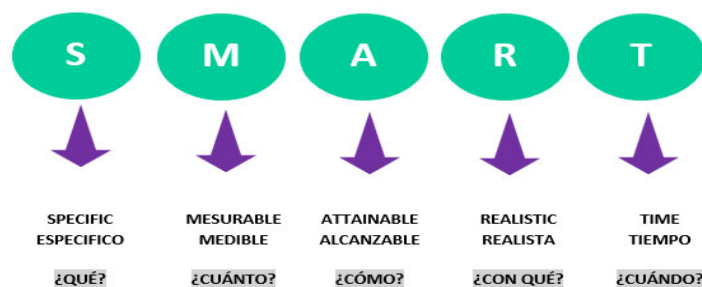 S M A R T
SPECIFIC MESURABLE ATTAINABLE REALISTIC TIME
ESPECIFICO MEDIBLE ALCANZABLE REALISTA TIEMPO
¿QUÉ? ¿CUÁNTO? ¿CÓMO? ¿CON QUÉ? ¿CUÁNDO?